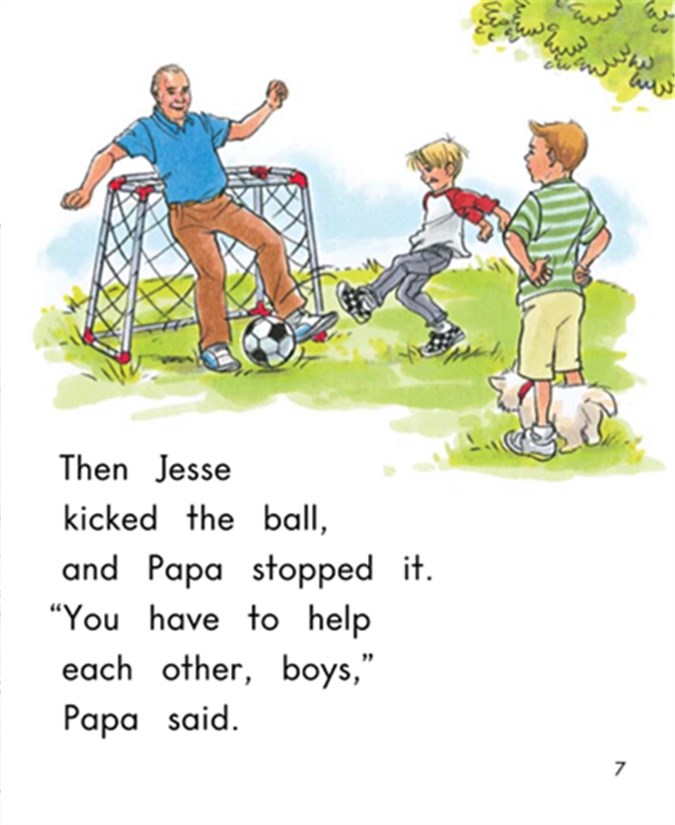 Then Jesse
kicked the ball,
and Papa stopped it.
“You have to help
each other, boys,”
Papa said.
7